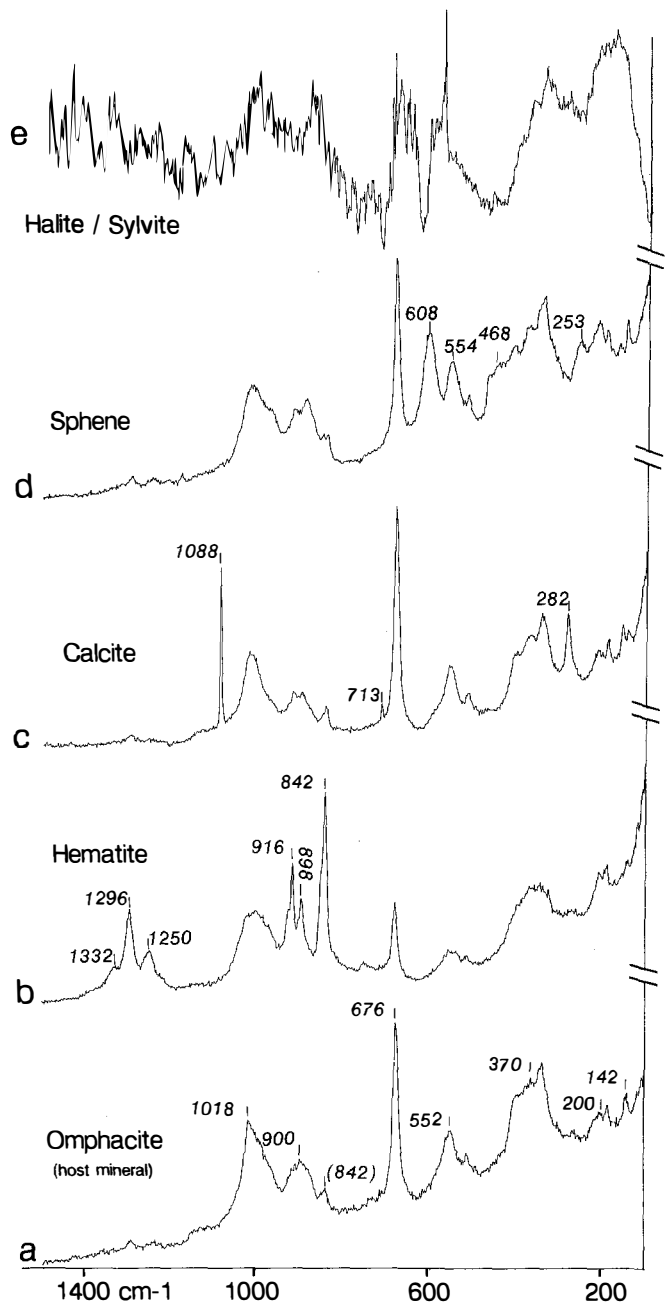 e
Halite / Sylvite
608
554
468
253
Sphene
d
1088
282
Calcite
713
c
842
916
868
Hematite
1296
1250
1332
b
676
370
142
1018
200
552
Omphacite
900
(host mineral)
(842)
a
1400 cm-1 1000 600 200